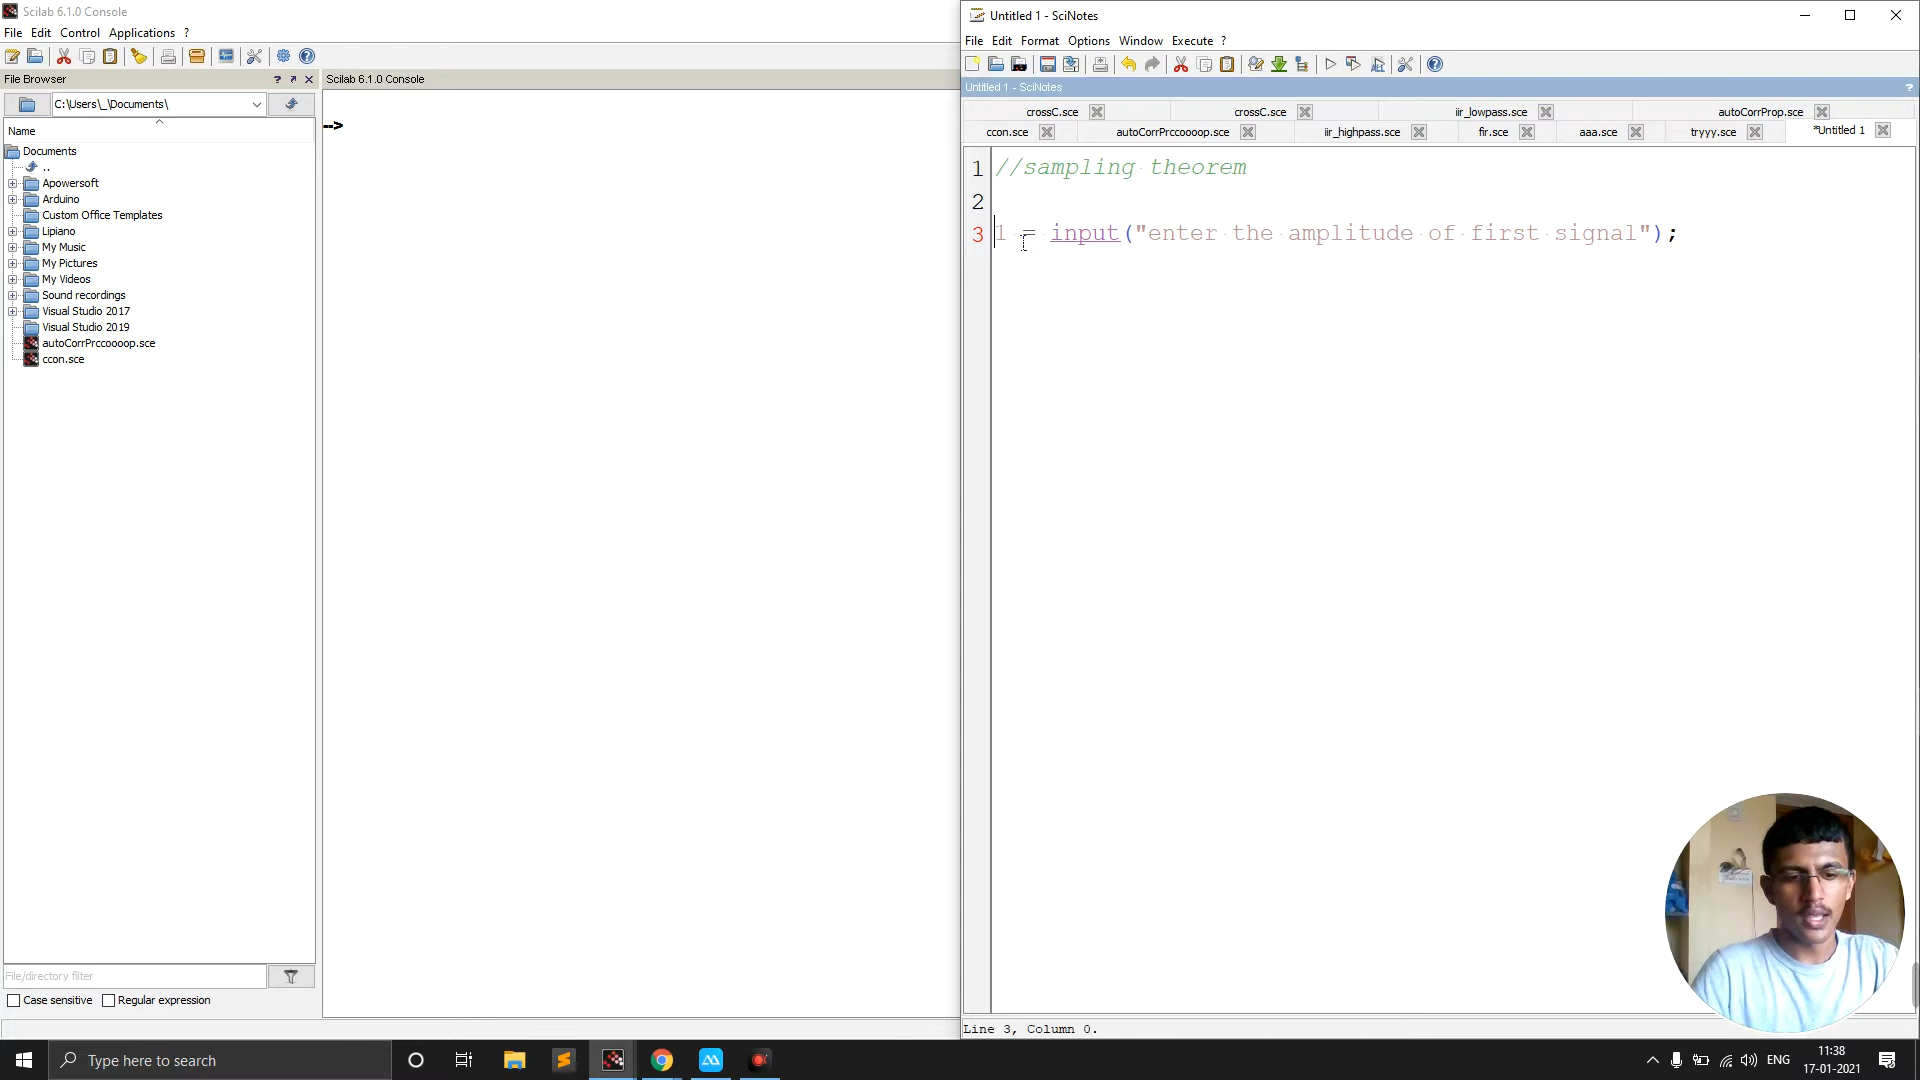 Scilab 6.1.0 Console
File Edit Control Applications ?
File Browser ? 
C:\Users\_\Documents\
Name
Documents
..
Apowersoft
Arduino
Custom Office Templates
Lipiano
My Music
My Pictures
My Videos
Sound recordings
Visual Studio 2017
Visual Studio 2019
autoCorrPrccoooop.sce
ccon.sce
File/directory filter
Case sensitive Regular expression
Scilab 6.1.0 Console
-->
Untitled 1 - SciNotes
File Edit Format Options Window Execute ?
Untitled 1 - SciNotes ?
crossC.sce crossC.sce iir_lowpass.sce autoCorrProp.sce
ccon.sce autoCorrPrccoooop.sce iir_highpass.sce fir.sce aaa.sce tryyy.sce *Untitled 1
1 //sampling theorem
2
3 1 = input("enter the amplitude of first signal");
Line 3, Column 0.
Type here to search
ENG
11:38
17-01-2021